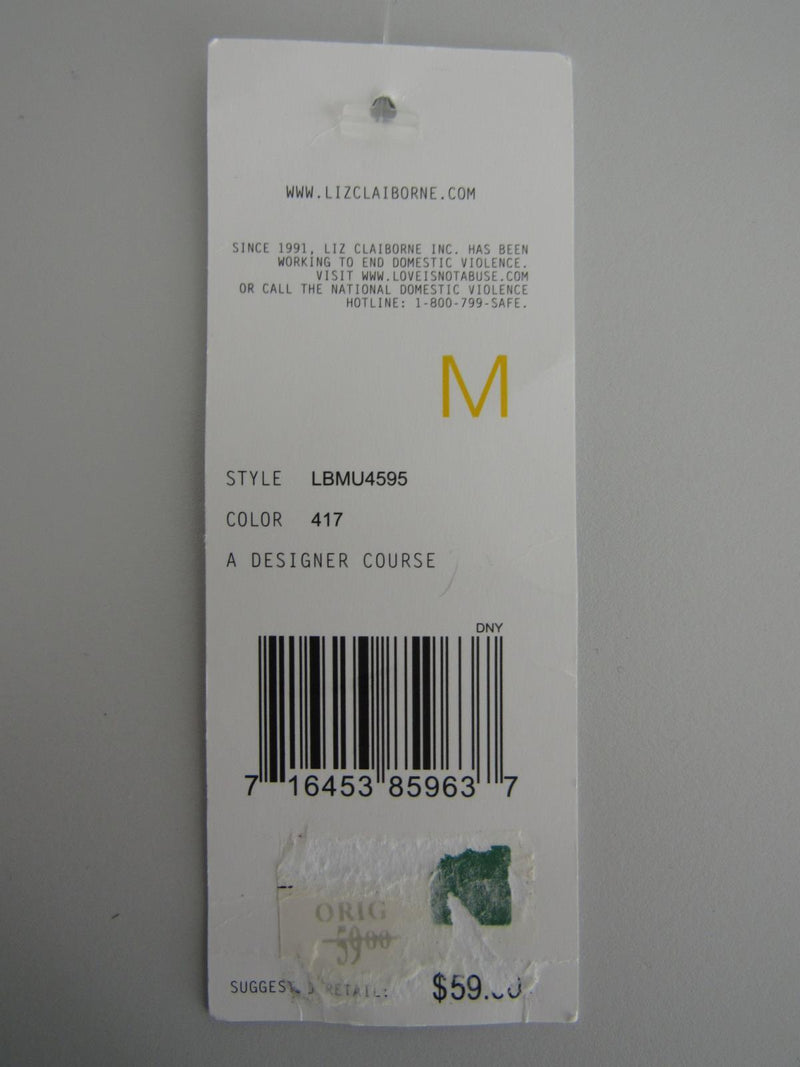 WWW.LIZCLAIBORNE.COM
SINCE 1991, LIZ CLAIBORNE INC. HAS BEEN
WORKING TO END DOMESTIC VIOLENCE.
VISIT WWW.LOVEISNOTABUSE.COM
OR CALL THE NATIONAL DOMESTIC VIOLENCE
HOTLINE: 1-800-799-SAFE.
M
STYLE LBMU4595
COLOR 417
A DESIGNER COURSE
DNY
7 16453 85963 7
ORIG
RETAIL: $59.